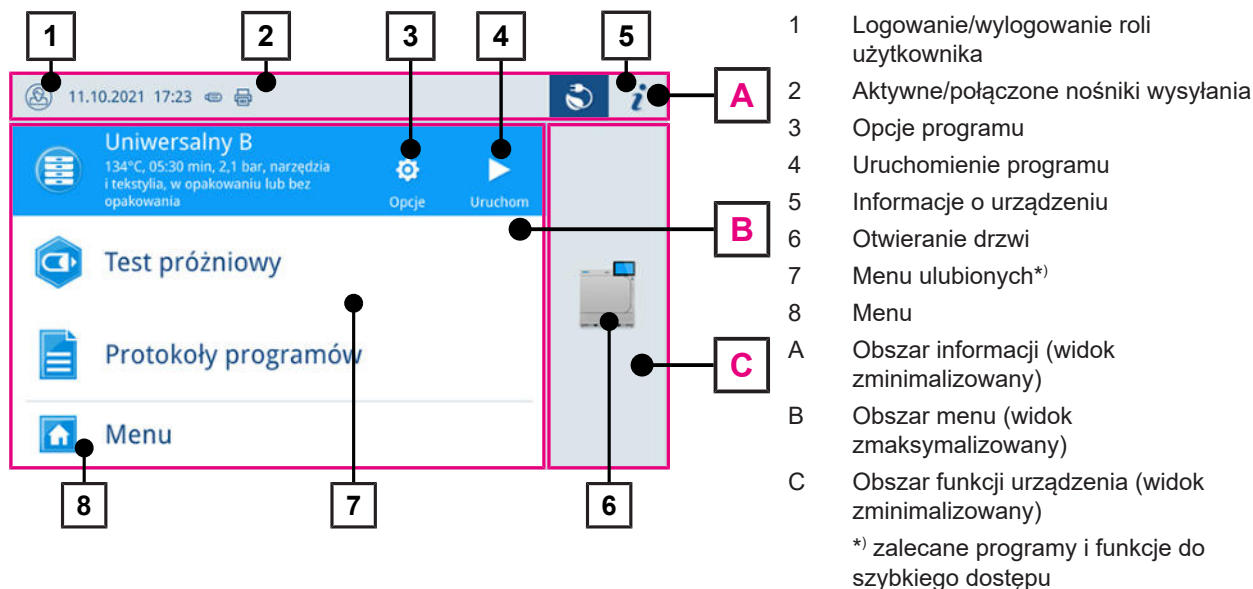 1
2
3
4
5
11.10.2021 17:23
i
A
Uniwersalny B
134°C, 05:30 min, 2,1 bar, narzędzia
i tekstylia, w opakowaniu lub bez
opakowania
Opcje
Uruchom
B
Test próżniowy
Protokoły programów
C
Menu
8
7
6
1 Logowanie/wylogowanie roli
użytkownika
2 Aktywne/połączone nośniki wysyłania
3 Opcje programu
4 Uruchomienie programu
5 Informacje o urządzeniu
6 Otwieranie drzwi
7 Menu ulubionych*)
8 Menu
A Obszar informacji (widok
zminimalizowany)
B Obszar menu (widok
zmaksymalizowany)
C Obszar funkcji urządzenia (widok
zminimalizowany)
*) zalecane programy i funkcje do
szybkiego dostępu